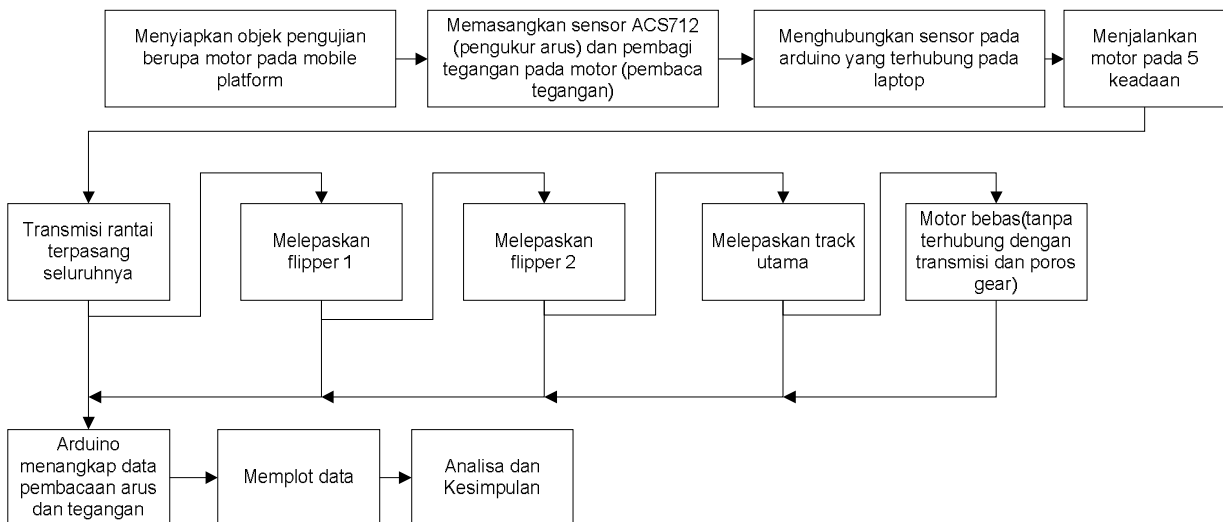 Menyiapkan objek pengujian
berupa motor pada mobile
platform
Memasangkan sensor ACS712
(pengukur arus) dan pembagi
tegangan pada motor (pembaca
tegangan)
Menghubungkan sensor pada
arduino yang terhubung pada
laptop
Menjalankan
motor pada 5
keadaan
Transmisi rantai
terpasang
seluruhnya
Melepaskan
flipper 1
Melepaskan
flipper 2
Melepaskan track
utama
Motor bebas(tanpa
terhubung dengan
transmisi dan poros
gear)
Arduino
menangkap data
pembacaan arus
dan tegangan
Memplot data
Analisa dan
Kesimpulan